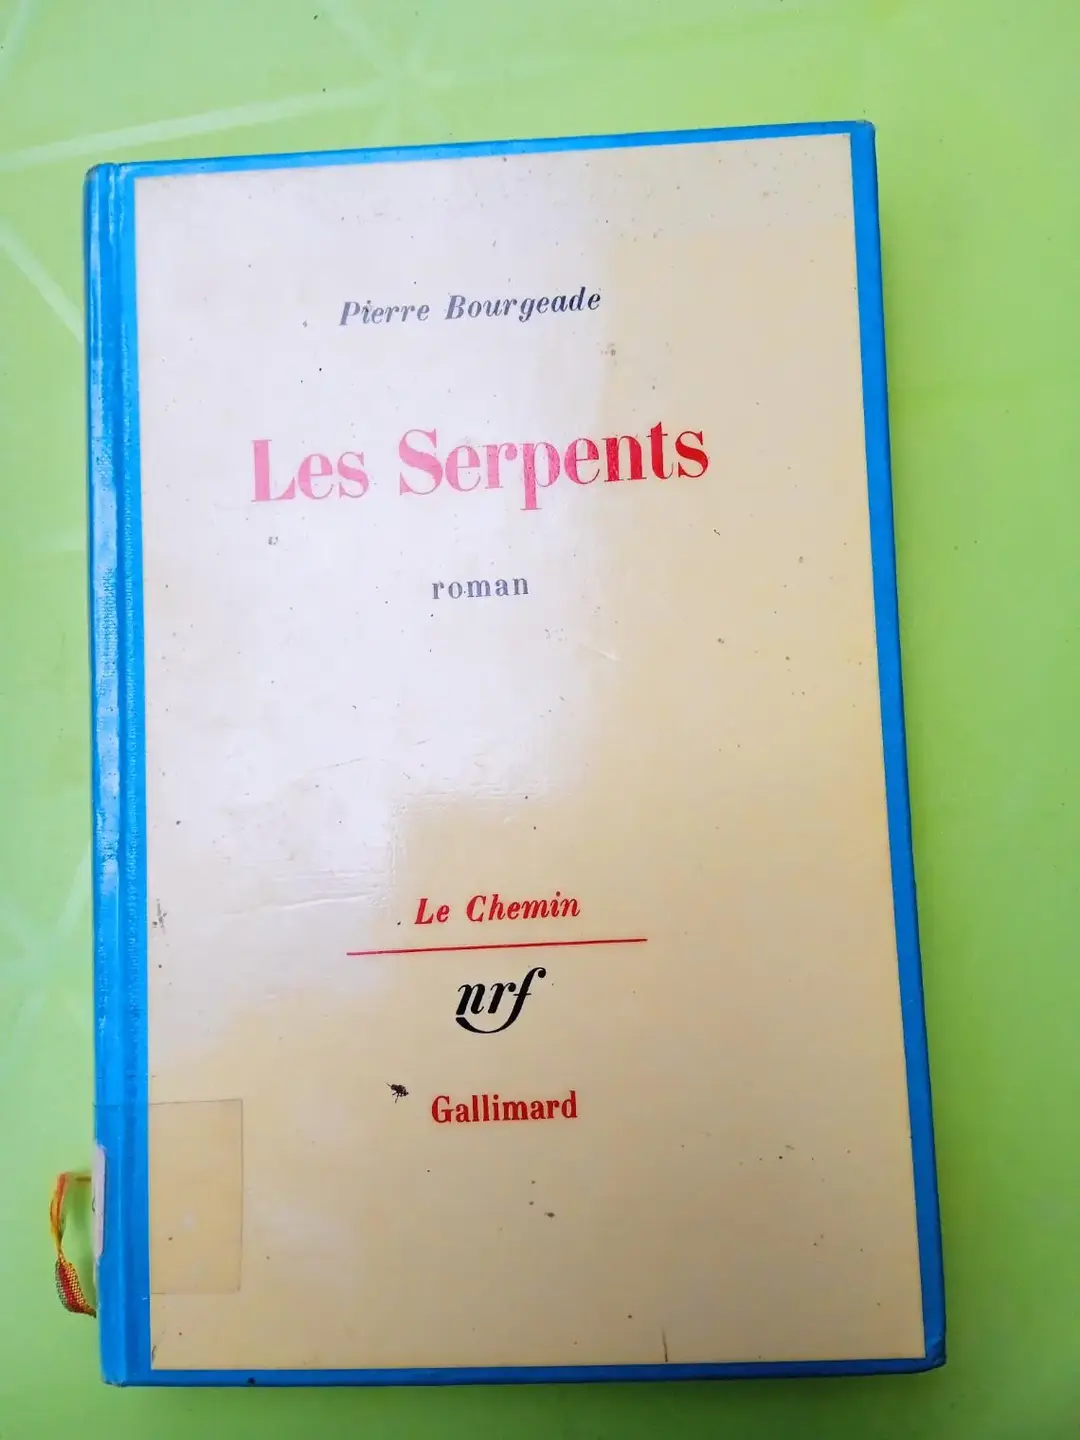 Pierre Bourgeade
Les Serpents
roman
Le Chemin
nrf
Gallimard